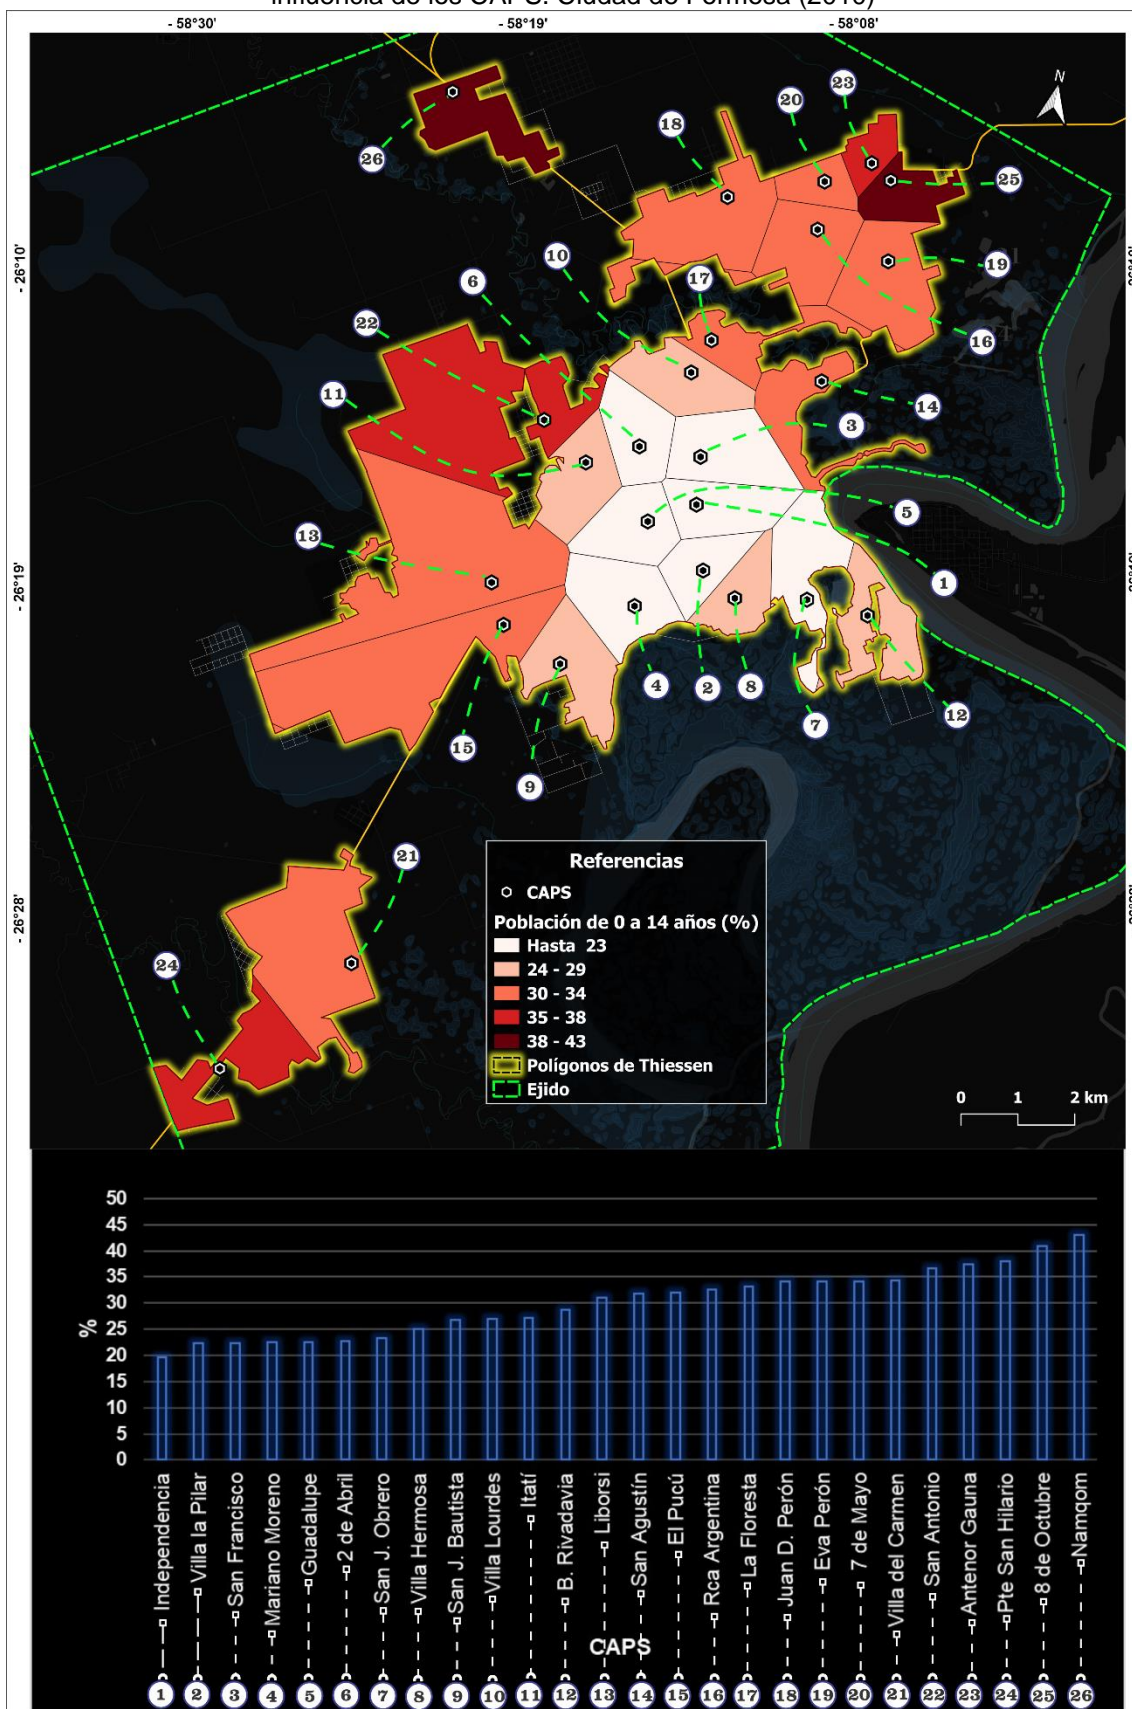 influencia de los CAPS. Ciudad de Formosa (2010)
- 58°30'
- 58°19'
- 58°08'
N
23
20
18
26
25
- 26°10'
10
19
6
17
22
16
11
14
3
5
13
- 26°19'
1
4
2
8
7
12
15
9
21
- 26°28'
24
Referencias
CAPS
Población de 0 a 14 años (%)
Hasta 23
24 - 29
30 - 34
35 - 38
38 - 43
Polígonos de Thiessen
Ejido
0 1 2 km
50
45
40
35
30
25
20
15
10
5
0
%
Independencia
Villa la Pilar
San Francisco
Mariano Moreno
Guadalupe
2 de Abril
San J. Obrero
Villa Hermosa
San J. Bautista
Villa Lourdes
Itatí
B. Rivadavia
Liborsi
San Agustín
El Pucú
Rca Argentina
La Floresta
Juan D. Perón
Eva Perón
7 de Mayo
Villa del Carmen
San Antonio
Antenor Gauna
Pte San Hilario
8 de Octubre
Namqom
CAPS
1 2 3 4 5 6 7 8 9 10 11 12 13 14 15 16 17 18 19 20 21 22 23 24 25 26